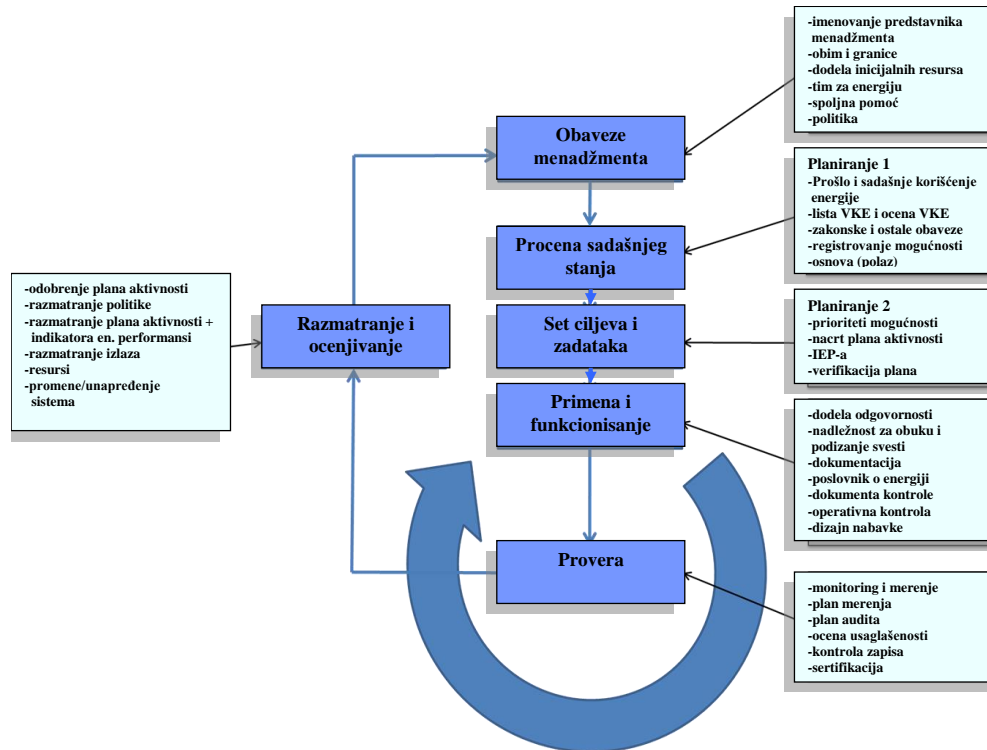 -imenovanje predstavnika
menadžmenta
-obim i granice
-dodela inicijalnih resursa
-tim za energiju
-spoljna pomoć
-politika
Obaveze
menadžmenta
Planiranje 1
-Prošlo i sadašnje korišćenje
energije
-lista VKE i ocena VKE
-zakonske i ostale obaveze
-registrovanje mogućnosti
-osnova (polaz)
Procena sadašnjeg
stanja
-odobrenje plana aktivnosti
-razmatranje politike
-razmatranje plana aktivnosti +
indikatora en. performansi
-razmatranje izlaza
-resursi
-promene/unapređenje
sistema
Razmatranje i
ocenjivanje
Set ciljeva i
zadataka
Planiranje 2
-prioriteti mogućnosti
-nacrt plana aktivnosti
-IEP-a
-verifikacija plana
Primena i
funkcionisanje
-dodela odgovornosti
-nadležnost za obuku i
podizanje svesti
-dokumentacija
-poslovnik o energiji
-dokumenta kontrole
-operativna kontrola
-dizajn nabavke
Provera
-monitoring i merenje
-plan merenja
-plan audita
-ocena usaglašenosti
-kontrola zapisa
-sertifikacija